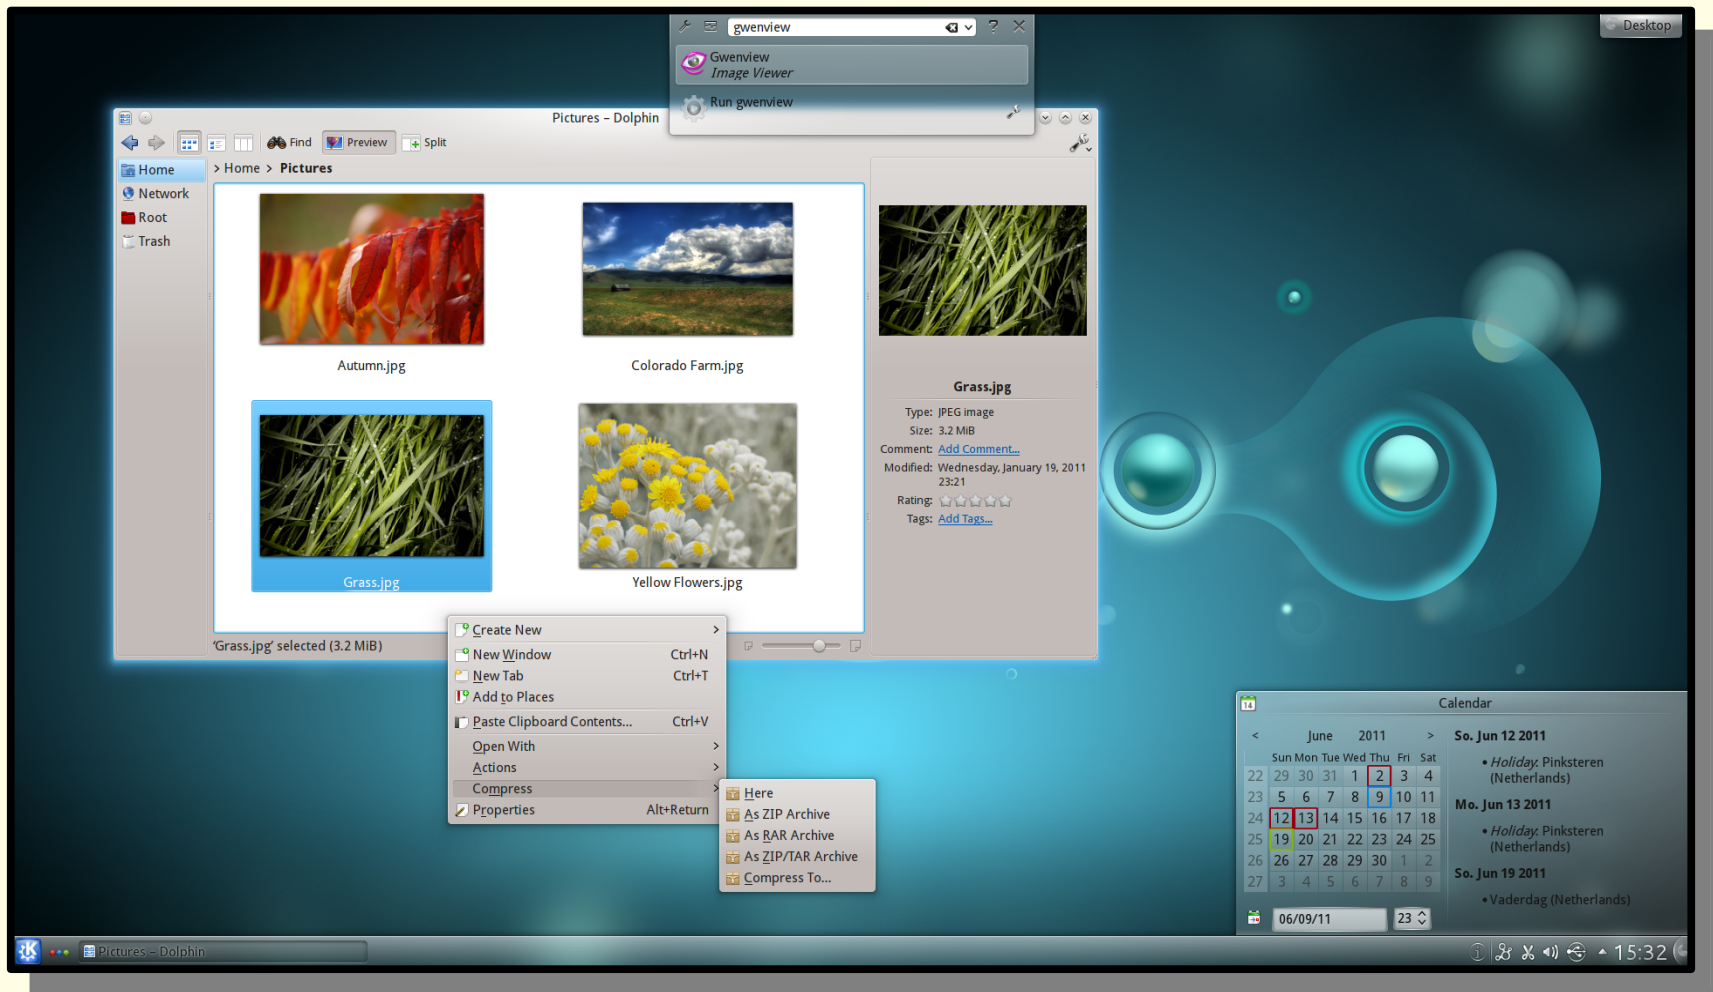 gwenview
?
Desktop
Gwenview
Image Viewer
Run gwenview
Pictures – Dolphin
Find
Preview
Split
Home
Network
Root
Trash
> Home > Pictures
Autumn.jpg
Colorado Farm.jpg
Grass.jpg
Yellow Flowers.jpg
'Grass.jpg' selected (3.2 MiB)
Grass.jpg
Type: JPEG image
Size: 3.2 MiB
Comment: Add Comment...
Modified: Wednesday, January 19, 2011
23:21
Rating:
Tags: Add Tags...
Create New >
New Window Ctrl+N
New Tab Ctrl+T
Add to Places
Paste Clipboard Contents... Ctrl+V
Open With >
Actions >
Compress >
Properties Alt+Return
Here
As ZIP Archive
As RAR Archive
As ZIP/TAR Archive
Compress To...
14
Calendar
< June 2011 >
Sun Mon Tue Wed Thu Fri Sat
22 29 30 31 1 2 3 4
23 5 6 7 8 9 10 11
24 12 13 14 15 16 17 18
25 19 20 21 22 23 24 25
26 26 27 28 29 30 1 2
27 3 4 5 6 7 8 9
06/09/11 23
So. Jun 12 2011
• Holiday: Pinksteren
(Netherlands)
Mo. Jun 13 2011
• Holiday: Pinksteren
(Netherlands)
So. Jun 19 2011
• Vaderdag (Netherlands)
K
Pictures – Dolphin
15:32